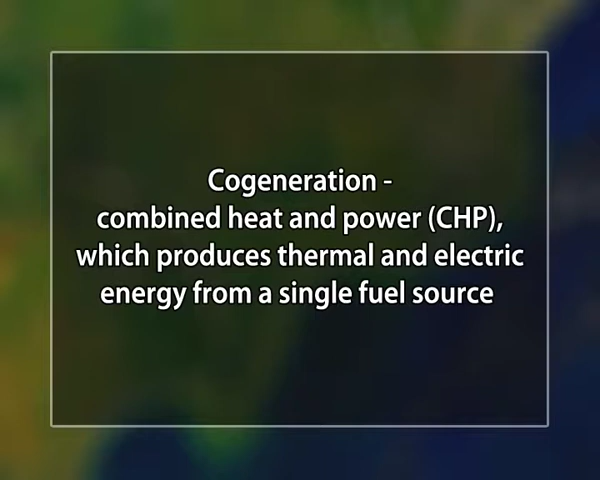 Cogeneration -
combined heat and power (CHP),
which produces thermal and electric
energy from a single fuel source